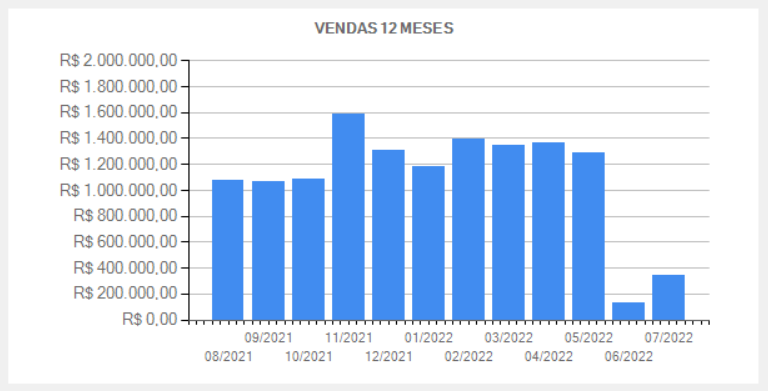 VENDAS 12 MESES
R$ 2.000.000,00
R$ 1.800.000,00
R$ 1.600.000,00
R$ 1.400.000,00
R$ 1.200.000,00
R$ 1.000.000,00
R$ 800.000,00
R$ 600.000,00
R$ 400.000,00
R$ 200.000,00
R$ 0,00
09/2021 11/2021 01/2022 03/2022 05/2022 07/2022
08/2021 10/2021 12/2021 02/2022 04/2022 06/2022